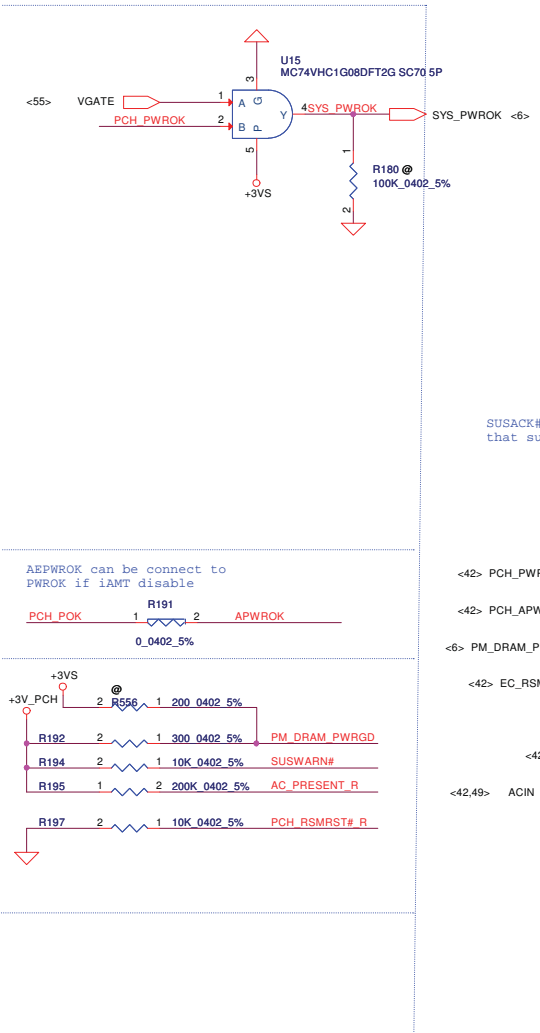 U15
MC74VHC1G08DFT2G SC70 5P
3
<55> VGATE 1 A G Y 4 SYS_PWROK SYS_PWROK <6>
PCH_PWROK 2 B P
5
+3VS
1
R180 @
100K_0402_5%
2
SUSACK#
that su
AEPWROK can be connect to
PWROK if iAMT disable
R191
PCH_POK 1 2 APWROK
0_0402_5%
<42> PCH_PWR
<42> PCH_APW
<6> PM_DRAM_P
<42> EC_RSM
<42
<42,49> ACIN
+3VS
+3V_PCH
@
R556 2 1 200_0402_5%
R192 2 1 300_0402_5% PM_DRAM_PWRGD
R194 2 1 10K_0402_5% SUSWARN#
R195 1 2 200K_0402_5% AC_PRESENT_R
R197 2 1 10K_0402_5% PCH_RSMRST#_R